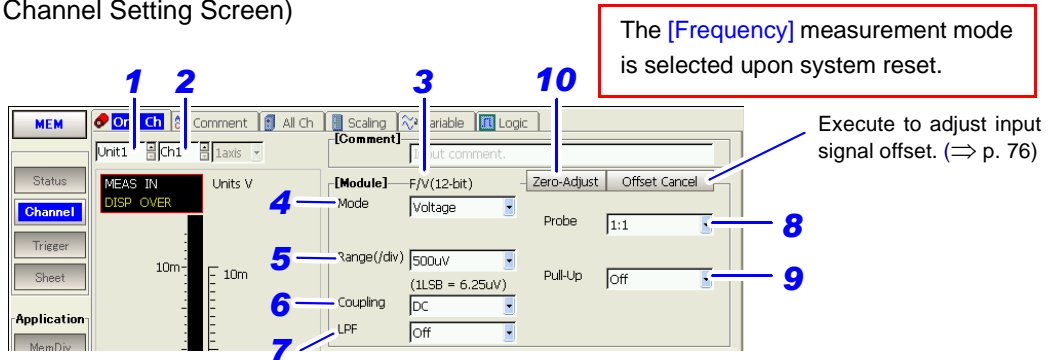 Channel Setting Screen)
The [Frequency] measurement mode
is selected upon system reset.
1 2 3 10
MEM
Comment All Ch Scaling Logic
Execute to adjust input
signal offset. (⇒ p. 76)
Unit1 Ch1 1axis
[Comment]
Input comment.
Status
MEAS IN
DISP OVER
Units V
[Module] F/V(12-bit) Zero-Adjust Offset Cancel
4 Mode Voltage
Channel
Probe 1:1 8
Trigger
5 Range(/div) 500uV
10m 10m
Sheet
(1LSB = 6.25uV)
Pull-Up Off 9
6 Coupling DC
Application
7 LPF Off
MemDiv